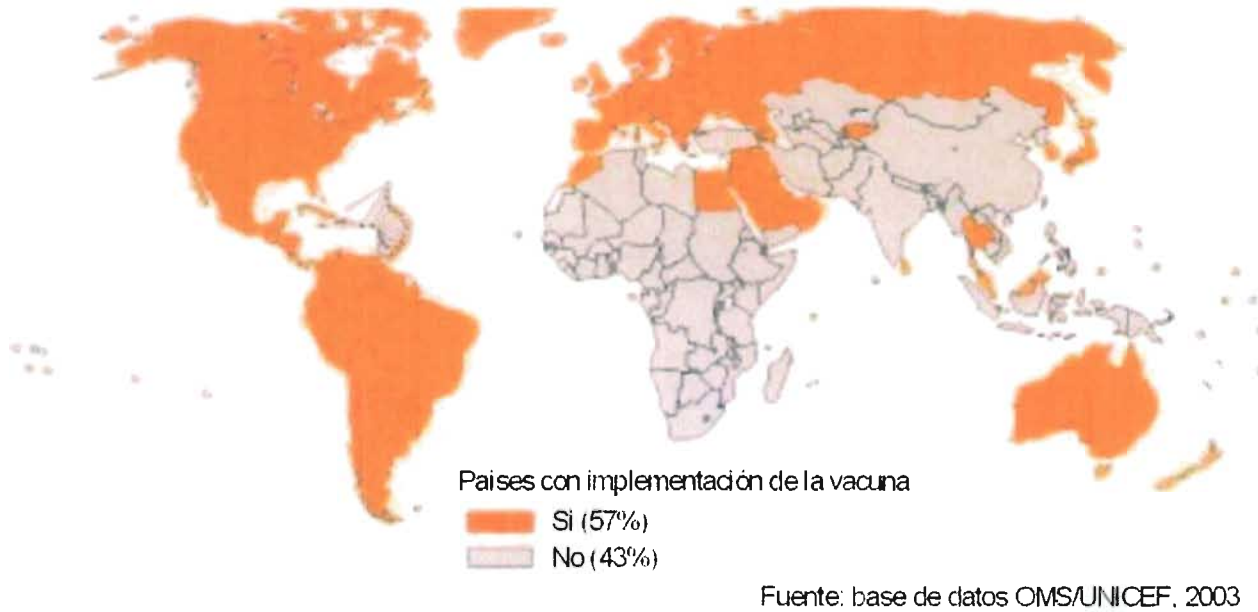 Paises con implementación de la vacuna
Si (57%)
No (43%)
Fuente: base de datos OMS/UNICEF, 2003